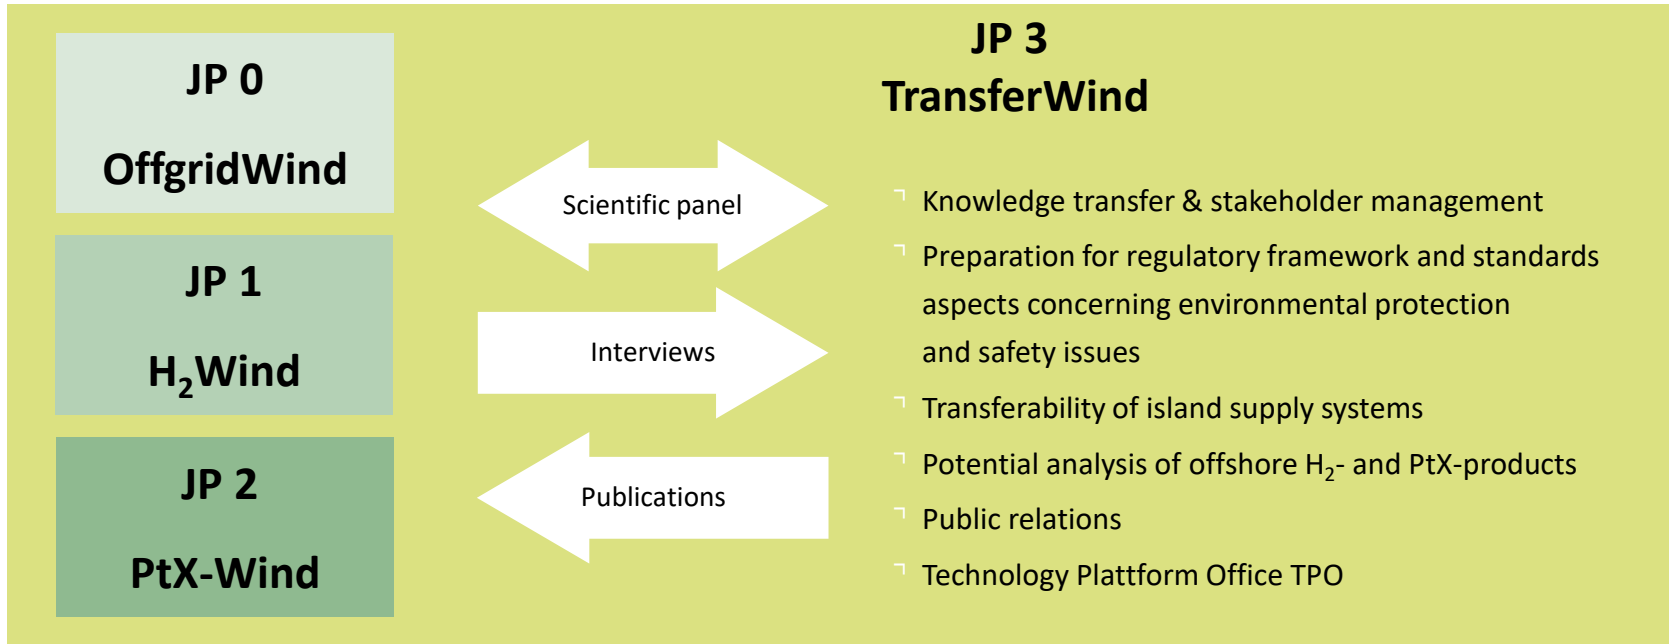 JP 0
OffgridWind
JP 1
H₂Wind
JP 2
PtX-Wind
Scientific panel
Interviews
Publications
JP 3
TransferWind
Knowledge transfer & stakeholder management
Preparation for regulatory framework and standards
aspects concerning environmental protection
and safety issues
Transferability of island supply systems
Potential analysis of offshore H₂- and PtX-products
Public relations
Technology Plattform Office TPO